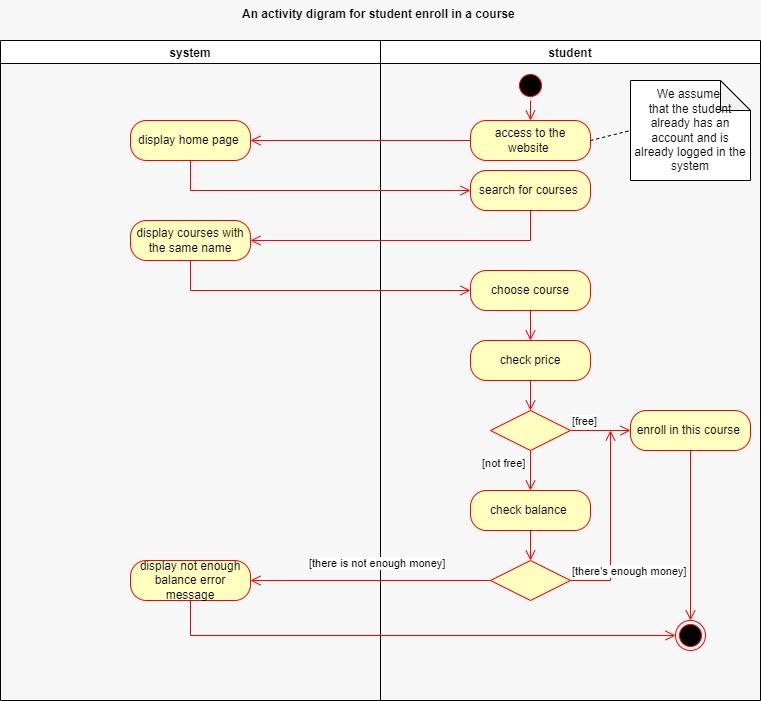 An activity digram for student enroll in a course
system
student
We assume
that the student
already has an
account and is
already logged in the
system
access to the
website
display home page
search for courses
display courses with
the same name
choose course
check price
[free]
enroll in this course
[not free]
check balance
[there is not enough money]
[there's enough money]
display not enough
balance error
message